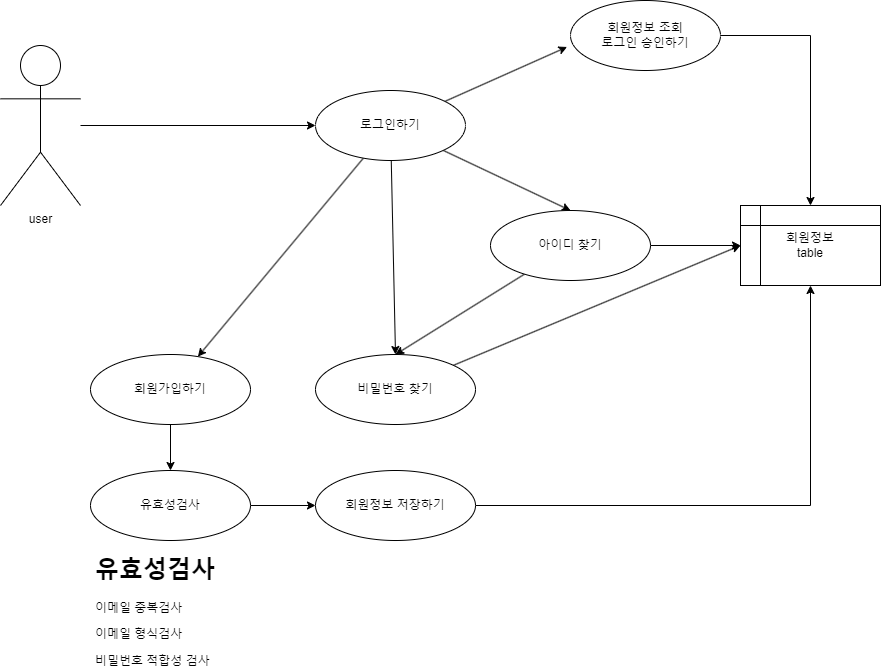 회원정보 조회
로그인 승인하기
로그인하기
user
아이디 찾기
회원정보
table
회원가입하기
비밀번호 찾기
유효성검사
회원정보 저장하기
유효성검사
이메일 중복검사
이메일 형식검사
비밀번호 적합성 검사